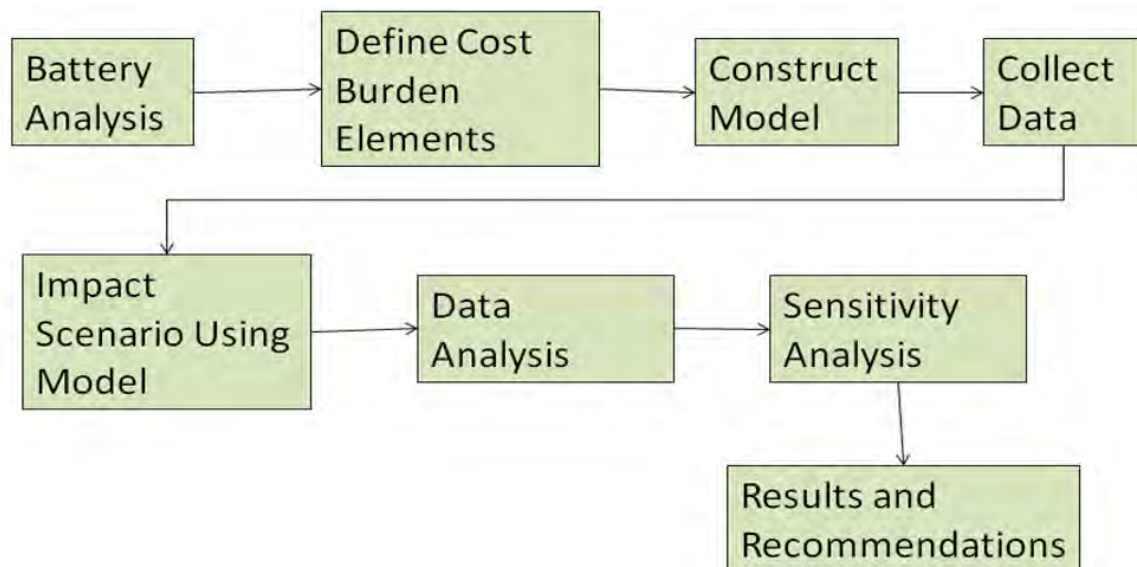 Battery
Analysis
Define Cost
Burden
Elements
Construct
Model
Collect
Data
Impact
Scenario Using
Model
Data
Analysis
Sensitivity
Analysis
Results and
Recommendations